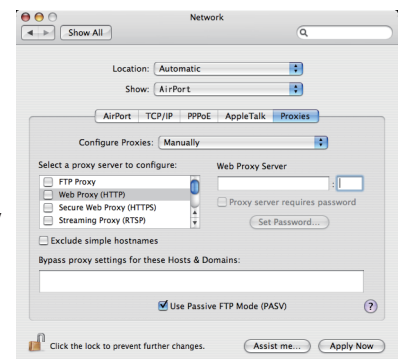 Network
Show All
Location: Automatic
Show: AirPort
AirPort TCP/IP PPPoE AppleTalk Proxies
Configure Proxies: Manually
Select a proxy server to configure:
Web Proxy Server
FTP Proxy
Web Proxy (HTTP)
:
Secure Web Proxy (HTTPS)
Proxy server requires password
Streaming Proxy (RTSP)
Set Password...
Exclude simple hostnames
Bypass proxy settings for these Hosts & Domains:
Use Passive FTP Mode (PASV)
?
Click the lock to prevent further changes.
Assist me...
Apply Now